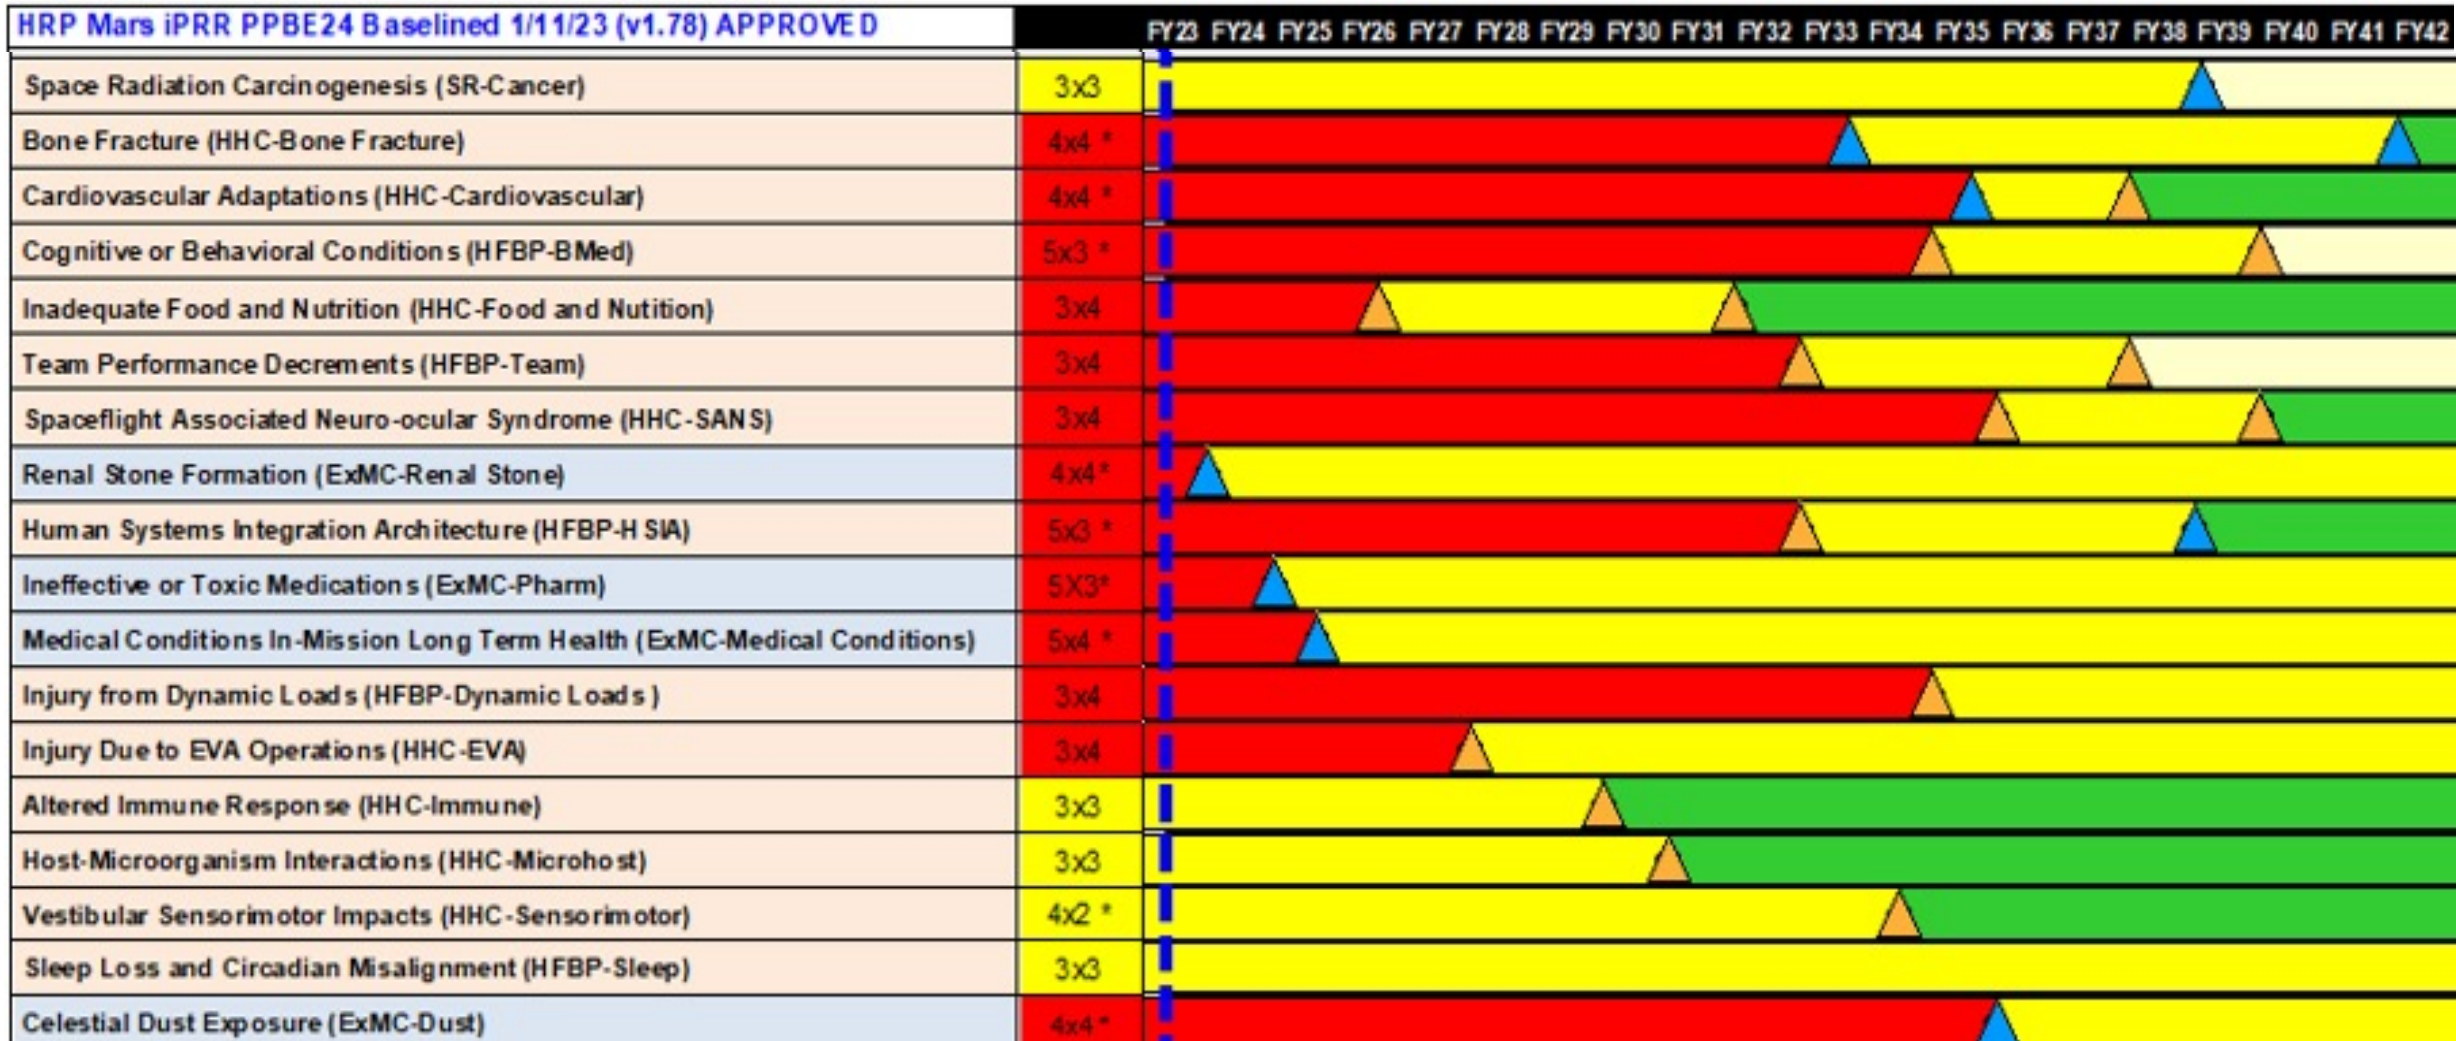 HRP Mars iPRR PPBE24 Baselined 1/11/23 (v1.78) APPROVED FY23 FY24 FY25 FY26 FY27 FY28 FY29 FY30 FY31 FY32 FY33 FY34 FY35 FY36 FY37 FY38 FY39 FY40 FY41 FY42
Space Radiation Carcinogenesis (SR-Cancer) 3x3
Bone Fracture (HHC-Bone Fracture) 4x4 *
Cardiovascular Adaptations (HHC-Cardiovascular) 4x4 *
Cognitive or Behavioral Conditions (HFBP-BMed) 5x3 *
Inadequate Food and Nutrition (HHC-Food and Nutition) 3x4
Team Performance Decrements (HFBP-Team) 3x4
Spaceflight Associated Neuro-ocular Syndrome (HHC-SANS) 3x4
Renal Stone Formation (ExMC-Renal Stone) 4x4*
Human Systems Integration Architecture (HFBP-HSIA) 5x3 *
Ineffective or Toxic Medications (ExMC-Pharm) 5X3*
Medical Conditions In-Mission Long Term Health (ExMC-Medical Conditions) 5x4 *
Injury from Dynamic Loads (HFBP-Dynamic Loads ) 3x4
Injury Due to EVA Operations (HHC-EVA) 3x4
Altered Immune Response (HHC-Immune) 3x3
Host-Microorganism Interactions (HHC-Microhost) 3x3
Vestibular Sensorimotor Impacts (HHC-Sensorimotor) 4x2 *
Sleep Loss and Circadian Misalignment (HFBP-Sleep) 3x3
Celestial Dust Exposure (ExMC-Dust) 4x4*